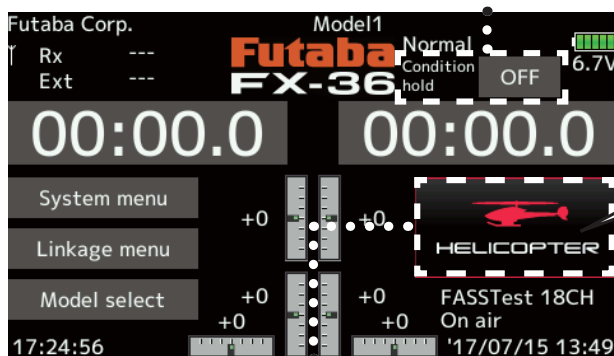 Futaba Corp.
Model1
Rx ---
Ext ---
Futaba
FX-36
Normal
Condition
hold
OFF
6.7V
00:00.0
00:00.0
System menu
Linkage menu
Model select
+0
+0
HELICOPTER
+0
+0
+0
+0
FASSTest 18CH
On air
17:24:56
'17/07/15 13:49